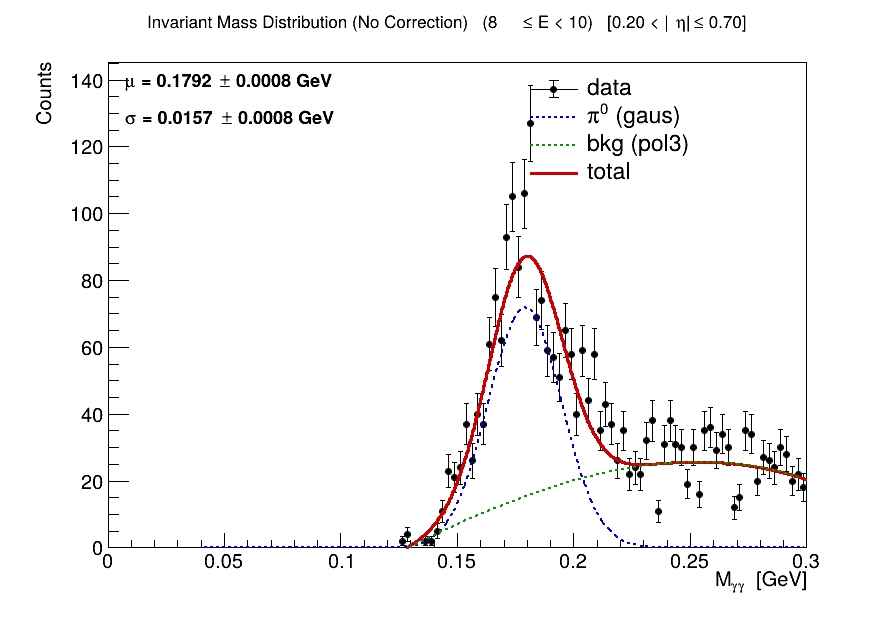 Invariant Mass Distribution (No Correction) (8 ≤ E < 10) [0.20 < | η| ≤ 0.70]
Counts
μ = 0.1792 ± 0.0008 GeV
σ = 0.0157 ± 0.0008 GeV
data
π⁰ (gaus)
bkg (pol3)
total
140
120
100
80
60
40
20
0
0 0.05 0.1 0.15 0.2 0.25 0.3
Mγγ [GeV]